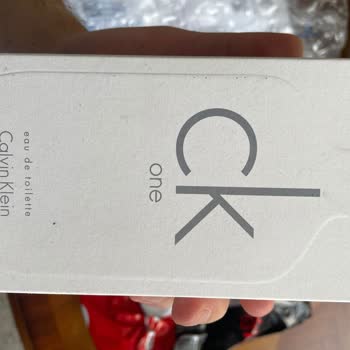 ck
one
eau de toilette
Calvin Klein